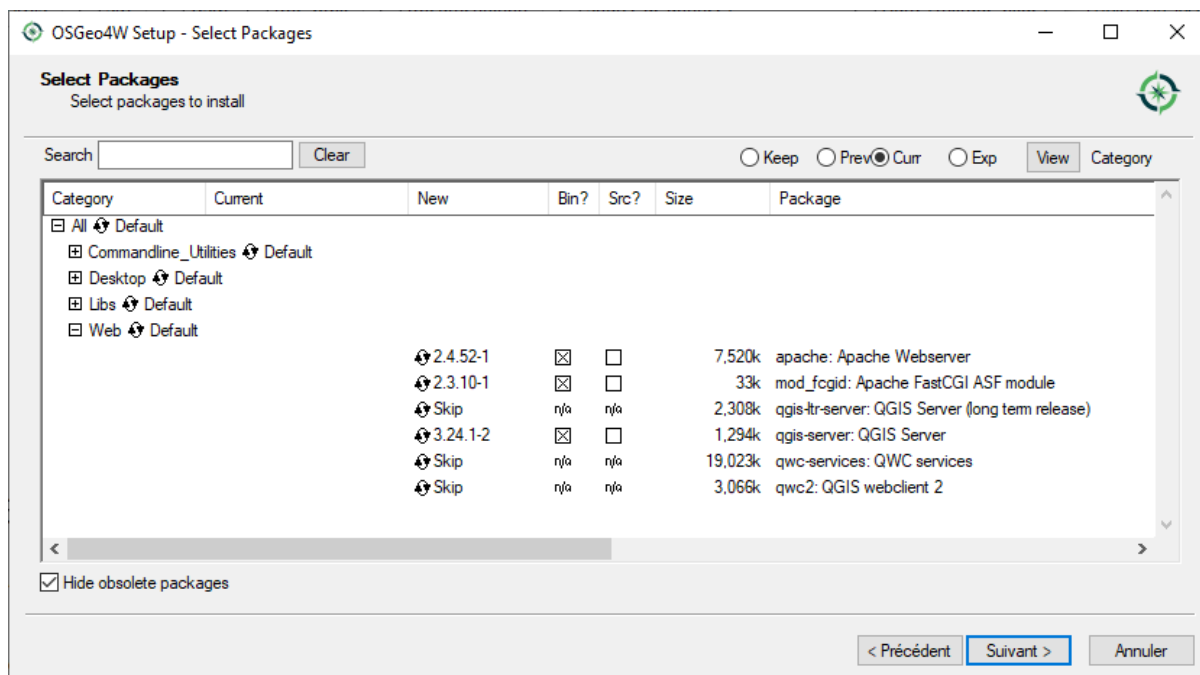 OSGeo4W Setup - Select Packages
Select Packages
Select packages to install
Search Clear Keep Prev Curr Exp View Category
Category Current New Bin? Src? Size Package
All Default
Commandline_Utilities Default
Desktop Default
Libs Default
Web Default
2.4.52-1 7,520k apache: Apache Webserver
2.3.10-1 33k mod_fcgid: Apache FastCGI ASF module
Skip n/a n/a 2,308k qgis-ltr-server: QGIS Server (long term release)
3.24.1-2 1,294k qgis-server: QGIS Server
Skip n/a n/a 19,023k qwc-services: QWC services
Skip n/a n/a 3,066k qwc2: QGIS webclient 2
Hide obsolete packages
< Précédent Suivant > Annuler